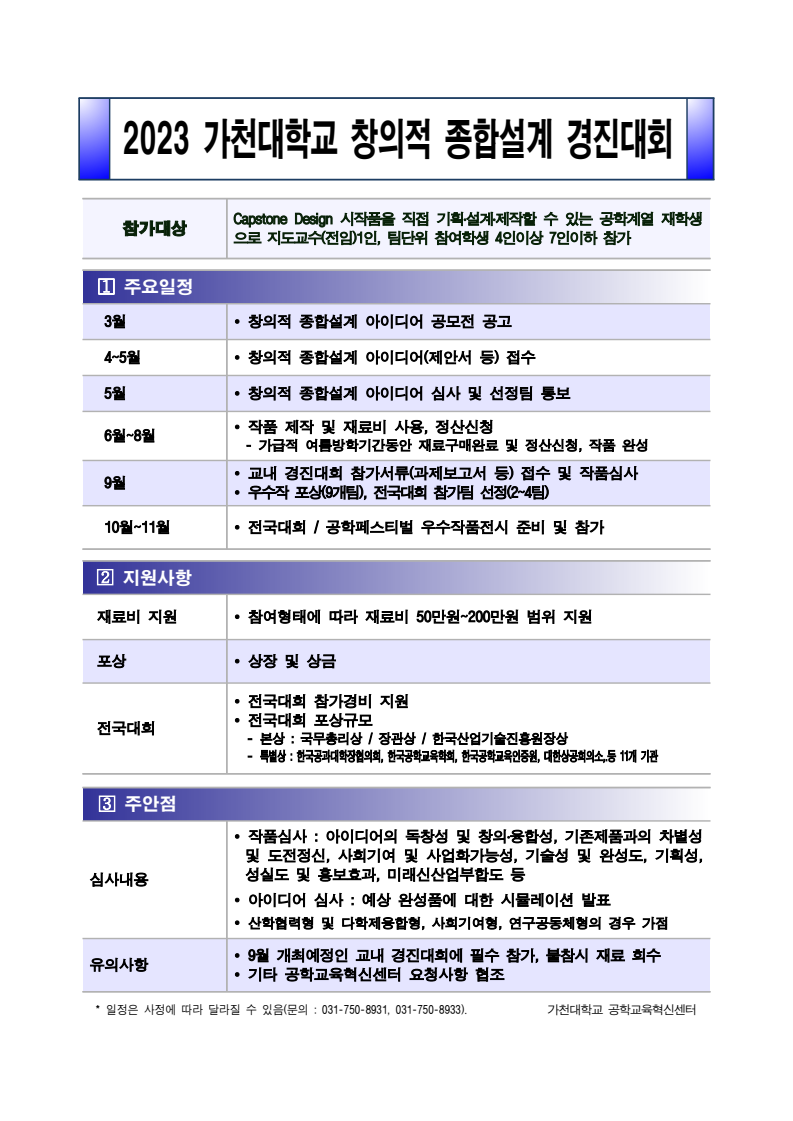 2023 가천대학교 창의적 종합설계 경진대회
참가대상
Capstone Design 시작품을 직접 기획·설계·제작할 수 있는 공학계열 재학생
으로 지도교수(전임)1인, 팀단위 참여학생 4인이상 7인이하 참가
1 주요일정
3월
• 창의적 종합설계 아이디어 공모전 공고
4~5월
• 창의적 종합설계 아이디어(제안서 등) 접수
5월
• 창의적 종합설계 아이디어 심사 및 선정팀 통보
6월~8월
• 작품 제작 및 재료비 사용, 정산신청
- 가급적 여름방학기간동안 재료구매완료 및 정산신청, 작품 완성
9월
• 교내 경진대회 참가서류(과제보고서 등) 접수 및 작품심사
• 우수작 포상(9개팀), 전국대회 참가팀 선정(2~4팀)
10월~11월
• 전국대회 / 공학페스티벌 우수작품전시 준비 및 참가
2 지원사항
재료비 지원
• 참여형태에 따라 재료비 50만원~200만원 범위 지원
포상
• 상장 및 상금
전국대회
• 전국대회 참가경비 지원
• 전국대회 포상규모
- 본상 : 국무총리상 / 장관상 / 한국산업기술진흥원장상
- 특별상 : 한국공과대학장협의회, 한국공학교육학회, 한국공학교육인증원, 대한상공회의소,.등 11개 기관
3 주안점
심사내용
• 작품심사 : 아이디어의 독창성 및 창의·융합성, 기존제품과의 차별성
및 도전정신, 사회기여 및 사업화가능성, 기술성 및 완성도, 기획성,
성실도 및 홍보효과, 미래신산업부합도 등
• 아이디어 심사 : 예상 완성품에 대한 시뮬레이션 발표
• 산학협력형 및 다학제융합형, 사회기여형, 연구공동체형의 경우 가점
유의사항
• 9월 개최예정인 교내 경진대회에 필수 참가, 불참시 재료 회수
• 기타 공학교육혁신센터 요청사항 협조
* 일정은 사정에 따라 달라질 수 있음(문의 : 031-750-8931, 031-750-8933).
가천대학교 공학교육혁신센터